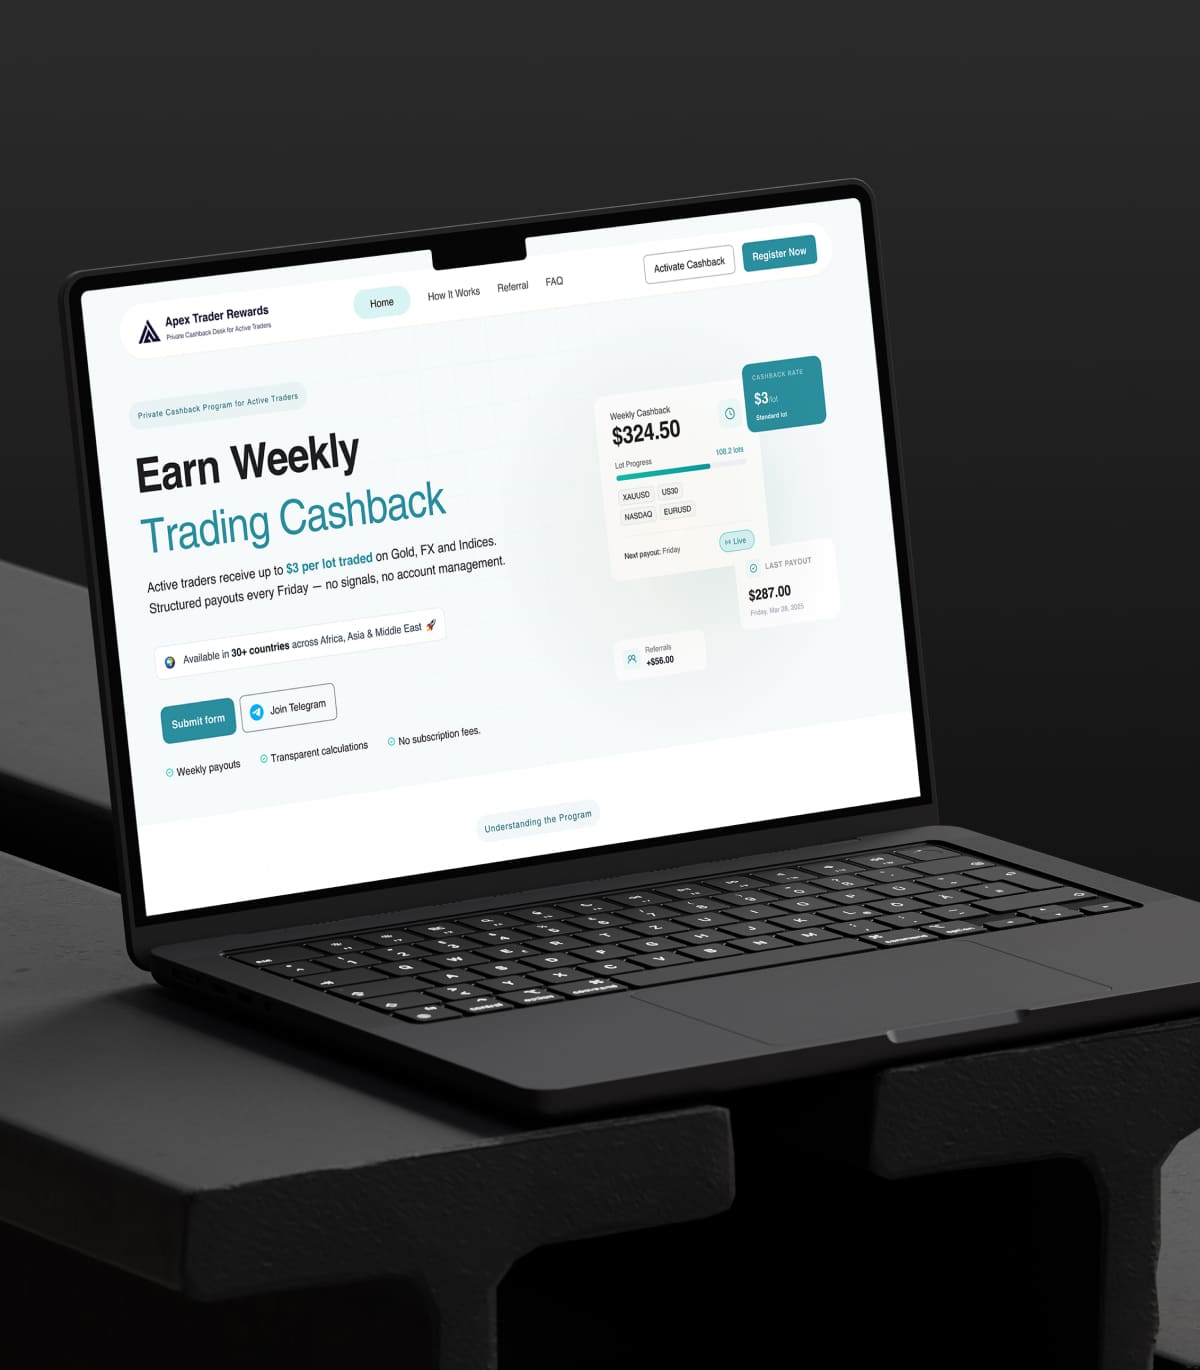 Apex Trader Rewards
Private Cashback Desk for Active Traders
Home
How It Works
Referral
FAQ
Activate Cashback
Register Now
Private Cashback Program for Active Traders
Earn Weekly
Trading Cashback
Active traders receive up to $3 per lot traded on Gold, FX and Indices.
Structured payouts every Friday — no signals, no account management.
Available in 30+ countries across Africa, Asia & Middle East 🚀
Submit form
Join Telegram
Weekly payouts
Transparent calculations
No subscription fees.
Weekly Cashback
$324.50
Lot Progress
108.2 lots
XAUUSD
US30
NASDAQ
EURUSD
Next payout: Friday
Live
CASHBACK RATE
$3/lot
Standard lot
LAST PAYOUT
$287.00
Friday, Mar 28, 2025
Referrals
+$56.00
Understanding the Program